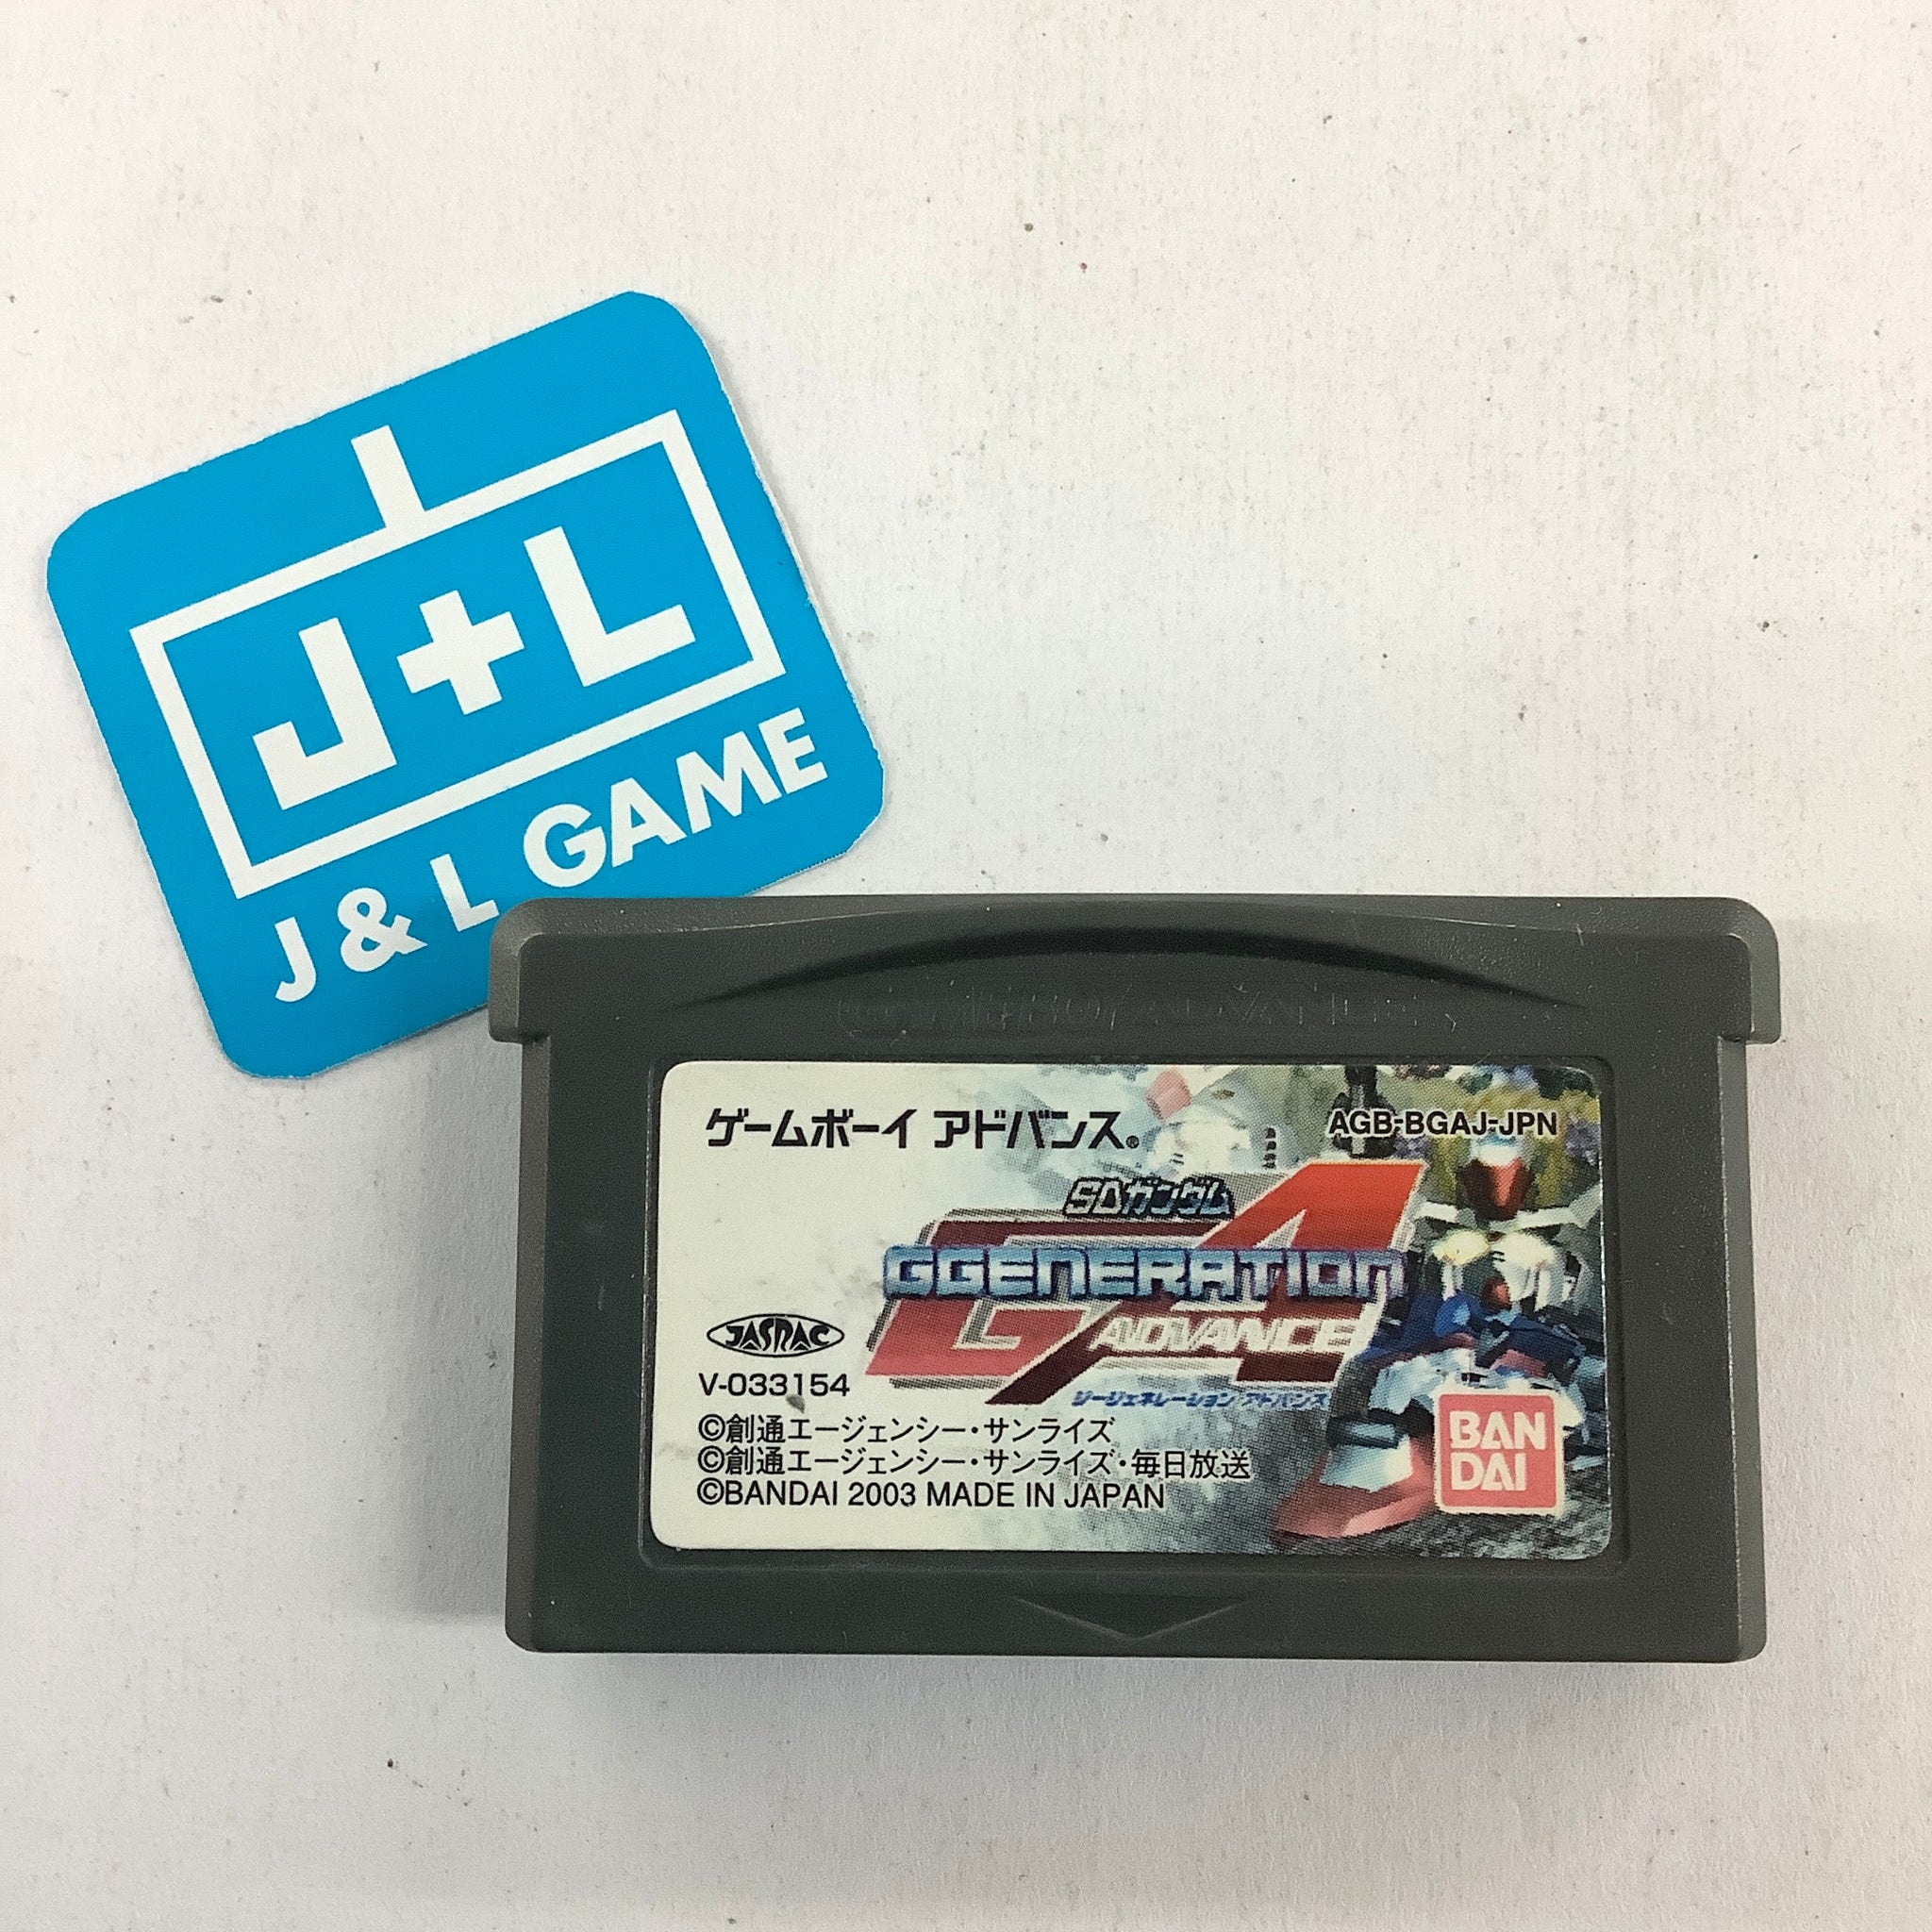 J+L
J & L GAME
GAME BOY ADVANCE
ゲームボーイ アドバンス®
AGB-BGAJ-JPN
SDガンダム
GGENERATION
ADVANCE
ジージェネレーション・アドバンス
JASRAC
V-033154
©創通エージェンシー・サンライズ
©創通エージェンシー・サンライズ・毎日放送
©BANDAI 2003 MADE IN JAPAN
BAN
DAI